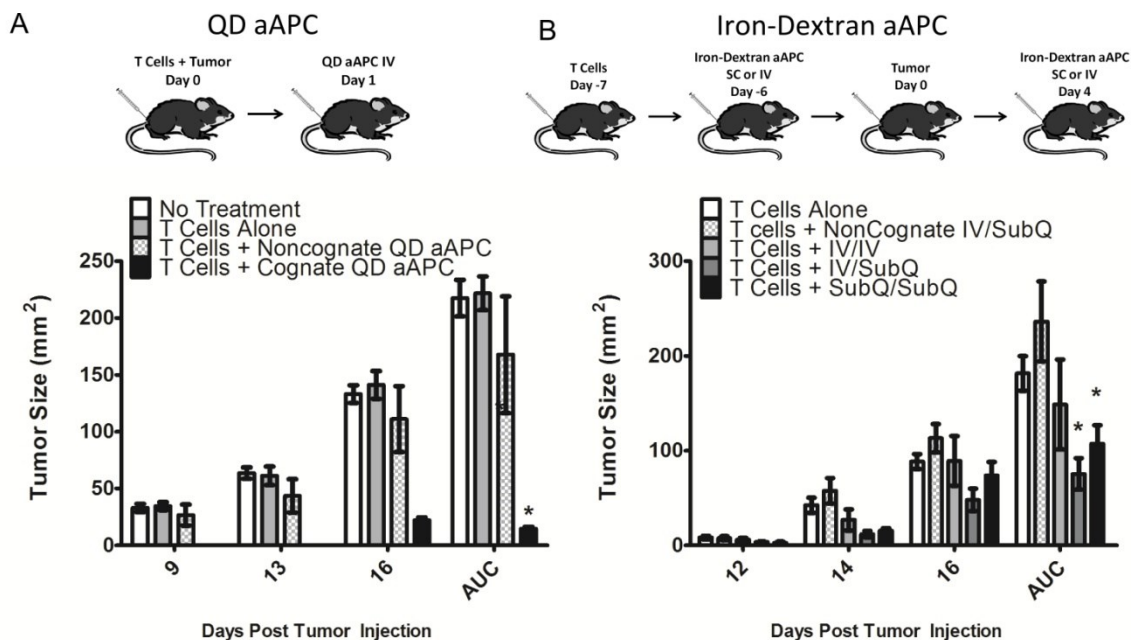 A
QD aAPC
T Cells + Tumor
Day 0
QD aAPC IV
Day 1
No Treatment
T Cells Alone
T Cells + Noncognate QD aAPC
T Cells + Cognate QD aAPC
250
200
150
100
50
0
Tumor Size (mm²)
*
9
13
16
AUC
Days Post Tumor Injection
B
Iron-Dextran aAPC
T Cells
Day -7
Iron-Dextran aAPC
SC or IV
Day -6
Tumor
Day 0
Iron-Dextran aAPC
SC or IV
Day 4
T Cells Alone
T cells + NonCognate IV/SubQ
T Cells + IV/IV
T Cells + IV/SubQ
T Cells + SubQ/SubQ
300
200
100
0
Tumor Size (mm²)
*
*
12
14
16
AUC
Days Post Tumor Injection